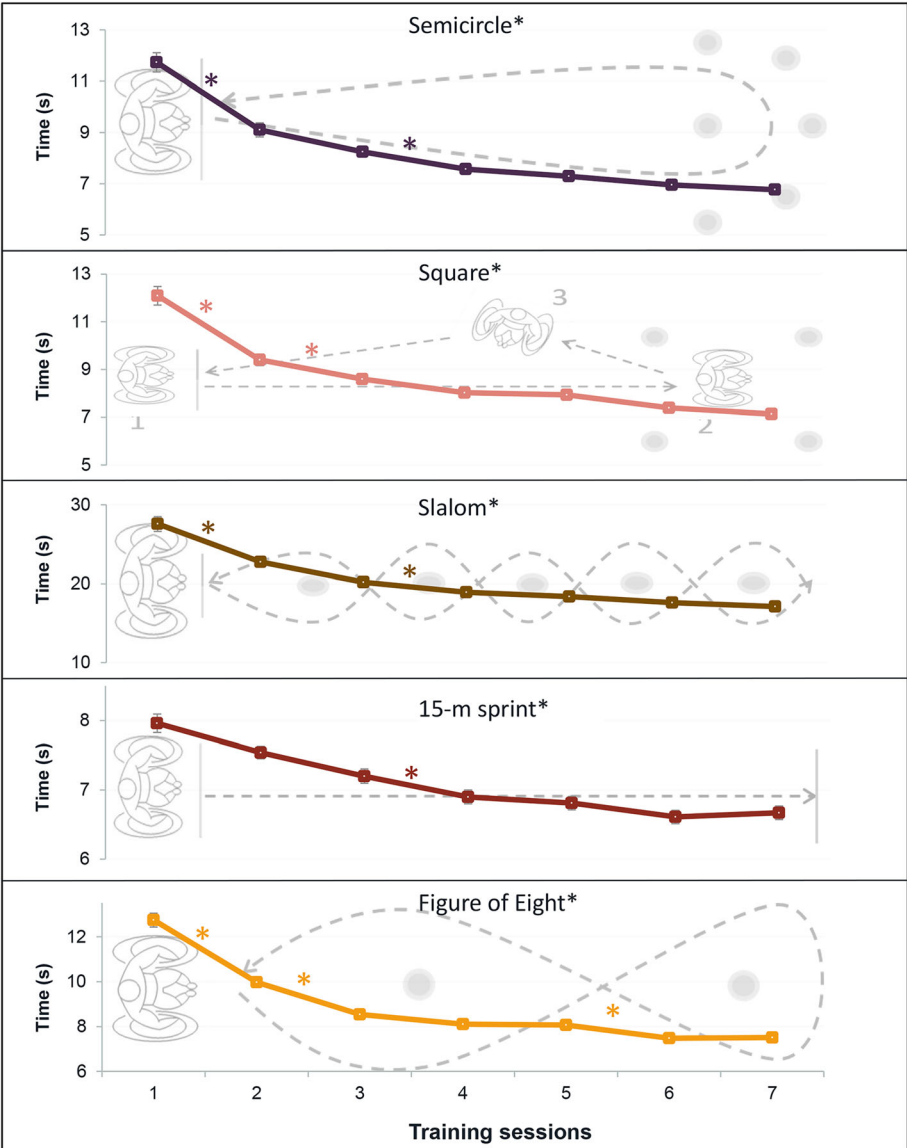 Semicircle*
Time (s)
13
11
9
7
5
*
*
Square*
Time (s)
13
11
9
7
5
*
*
1
2
3
Slalom*
Time (s)
30
20
10
*
*
15-m sprint*
Time (s)
8
7
6
*
Figure of Eight*
Time (s)
12
10
8
6
*
*
*
1 2 3 4 5 6 7
Training sessions